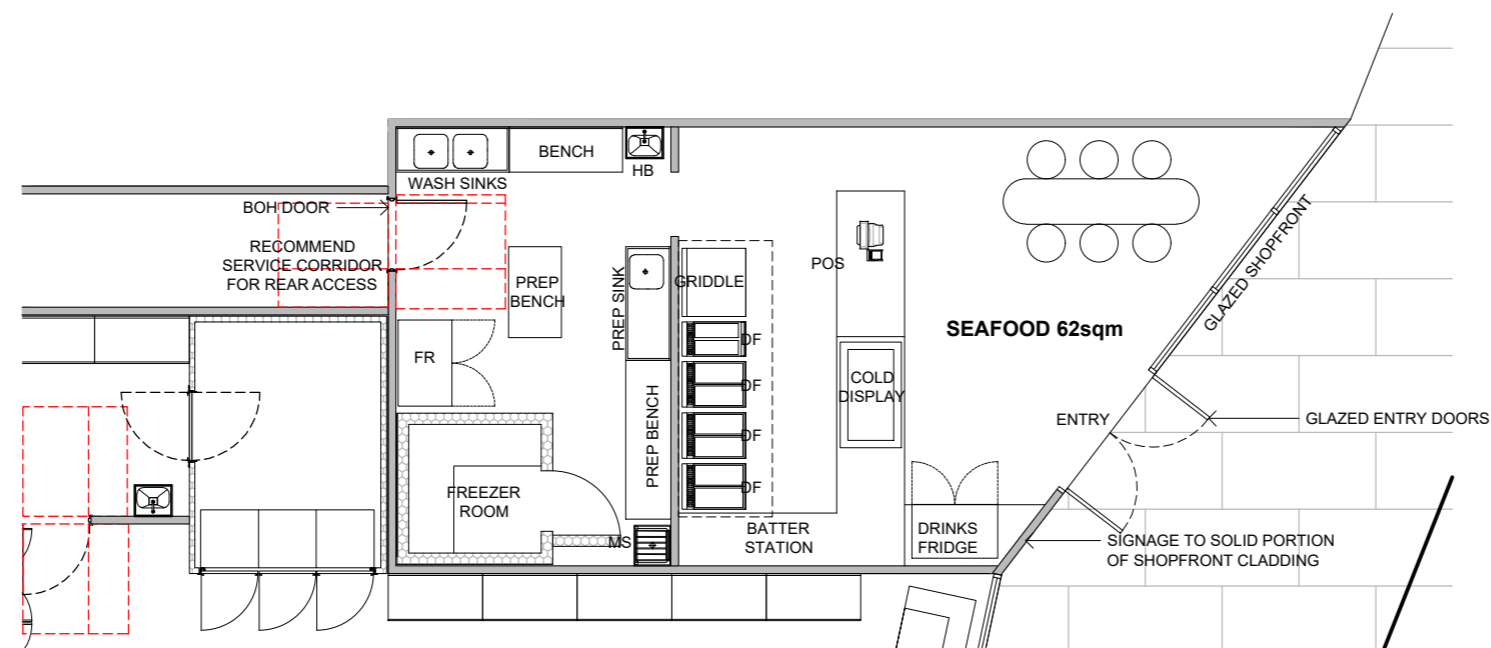 BENCH
HB
WASH SINKS
BOH DOOR
RECOMMEND
SERVICE CORRIDOR
FOR REAR ACCESS
PREP
BENCH
PREP SINK
GRIDDLE
POS
GLAZED SHOPFRONT
SEAFOOD 62sqm
FR
DF
DF
DF
DF
COLD
DISPLAY
PREP BENCH
ENTRY
GLAZED ENTRY DOORS
FREEZER
ROOM
MS
BATTER
STATION
DRINKS
FRIDGE
SIGNAGE TO SOLID PORTION
OF SHOPFRONT CLADDING